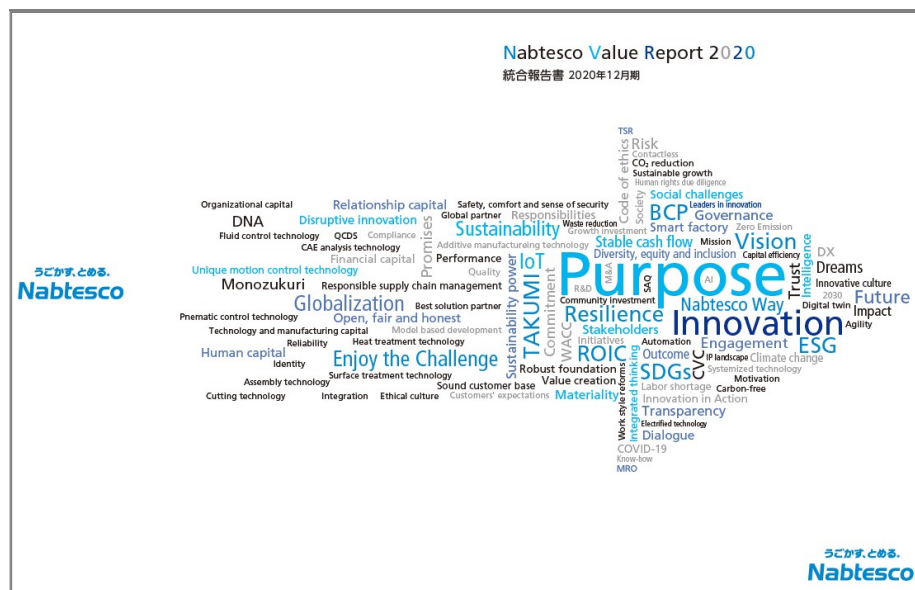 Nabtesco Value Report 2020
統合報告書 2020年12月期
TSR
Risk
Contactless
CO₂ reduction
Sustainable growth
Human rights due diligence
Code of ethics
Society
Social challenges
Organizational capital
Relationship capital
Safety, comfort and sense of security
BCP
Leaders in innovation
Governance
DNA
Disruptive innovation
Global partner
Responsibilities
Waste reduction
Smart factory
Zero Emission
Fluid control technology
QCDS
Compliance
Promises
Sustainability
Growth investment
Stable cash flow
Mission
Vision
CAE analysis technology
Additive manufactureing technology
Diversity, equity and inclusion
Capital efficiency
Intelligence
DX
Financial capital
Performance
IoT
Purpose
Trust
Dreams
うごかす、とめる。
Nabtesco
Unique motion control technology
Quality
Sustainability power
M&A
AI
SAQ
Innovative culture
Monozukuri
Responsible supply chain management
TAKUMI
R&D
2030
Future
Globalization
Best solution partner
Community investment
Nabtesco Way
Digital twin
Impact
Pnematic control technology
Open, fair and honest
Commitment
Resilience
Innovation
Agility
Technology and manufacturing capital
Model based development
WACC
Stakeholders
Reliability
Heat treatment technology
Initiatives
Automation
Engagement
ESG
Human capital
Identity
Enjoy the Challenge
ROIC
Integrated thinking
Outcome
CVC
IP landscape
Climate change
Robust foundation
SDGs
Systemized technology
Assembly technology
Surface treatment technology
Sound customer base
Value creation
Work style reforms
Labor shortage
Motivation
Carbon-free
Cutting technology
Integration
Ethical culture
Customers' expectations
Materiality
Innovation in Action
Transparency
Electrified technology
Dialogue
COVID-19
Know-how
MRO
うごかす、とめる。
Nabtesco